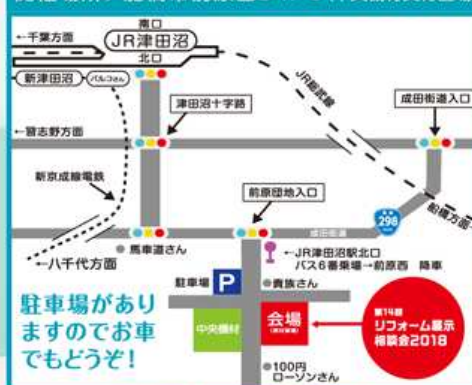 南口
←千葉方面
JR津田沼
北口
新津田沼
パルコさん
津田沼十字路
JR総武線
成田街道入口
←習志野方面
新京成線電鉄
前原団地入口
298
船橋方面→
成田街道
馬車道さん
←JR津田沼駅北口
バス6番乗場→前原西 降車
←八千代方面
駐車場
P
貴族さん
駐車場があり
ますのでお車
でもどうぞ!
中央機材
会場
第14回
リフォーム展示
相談会2018
100円
ローソンさん